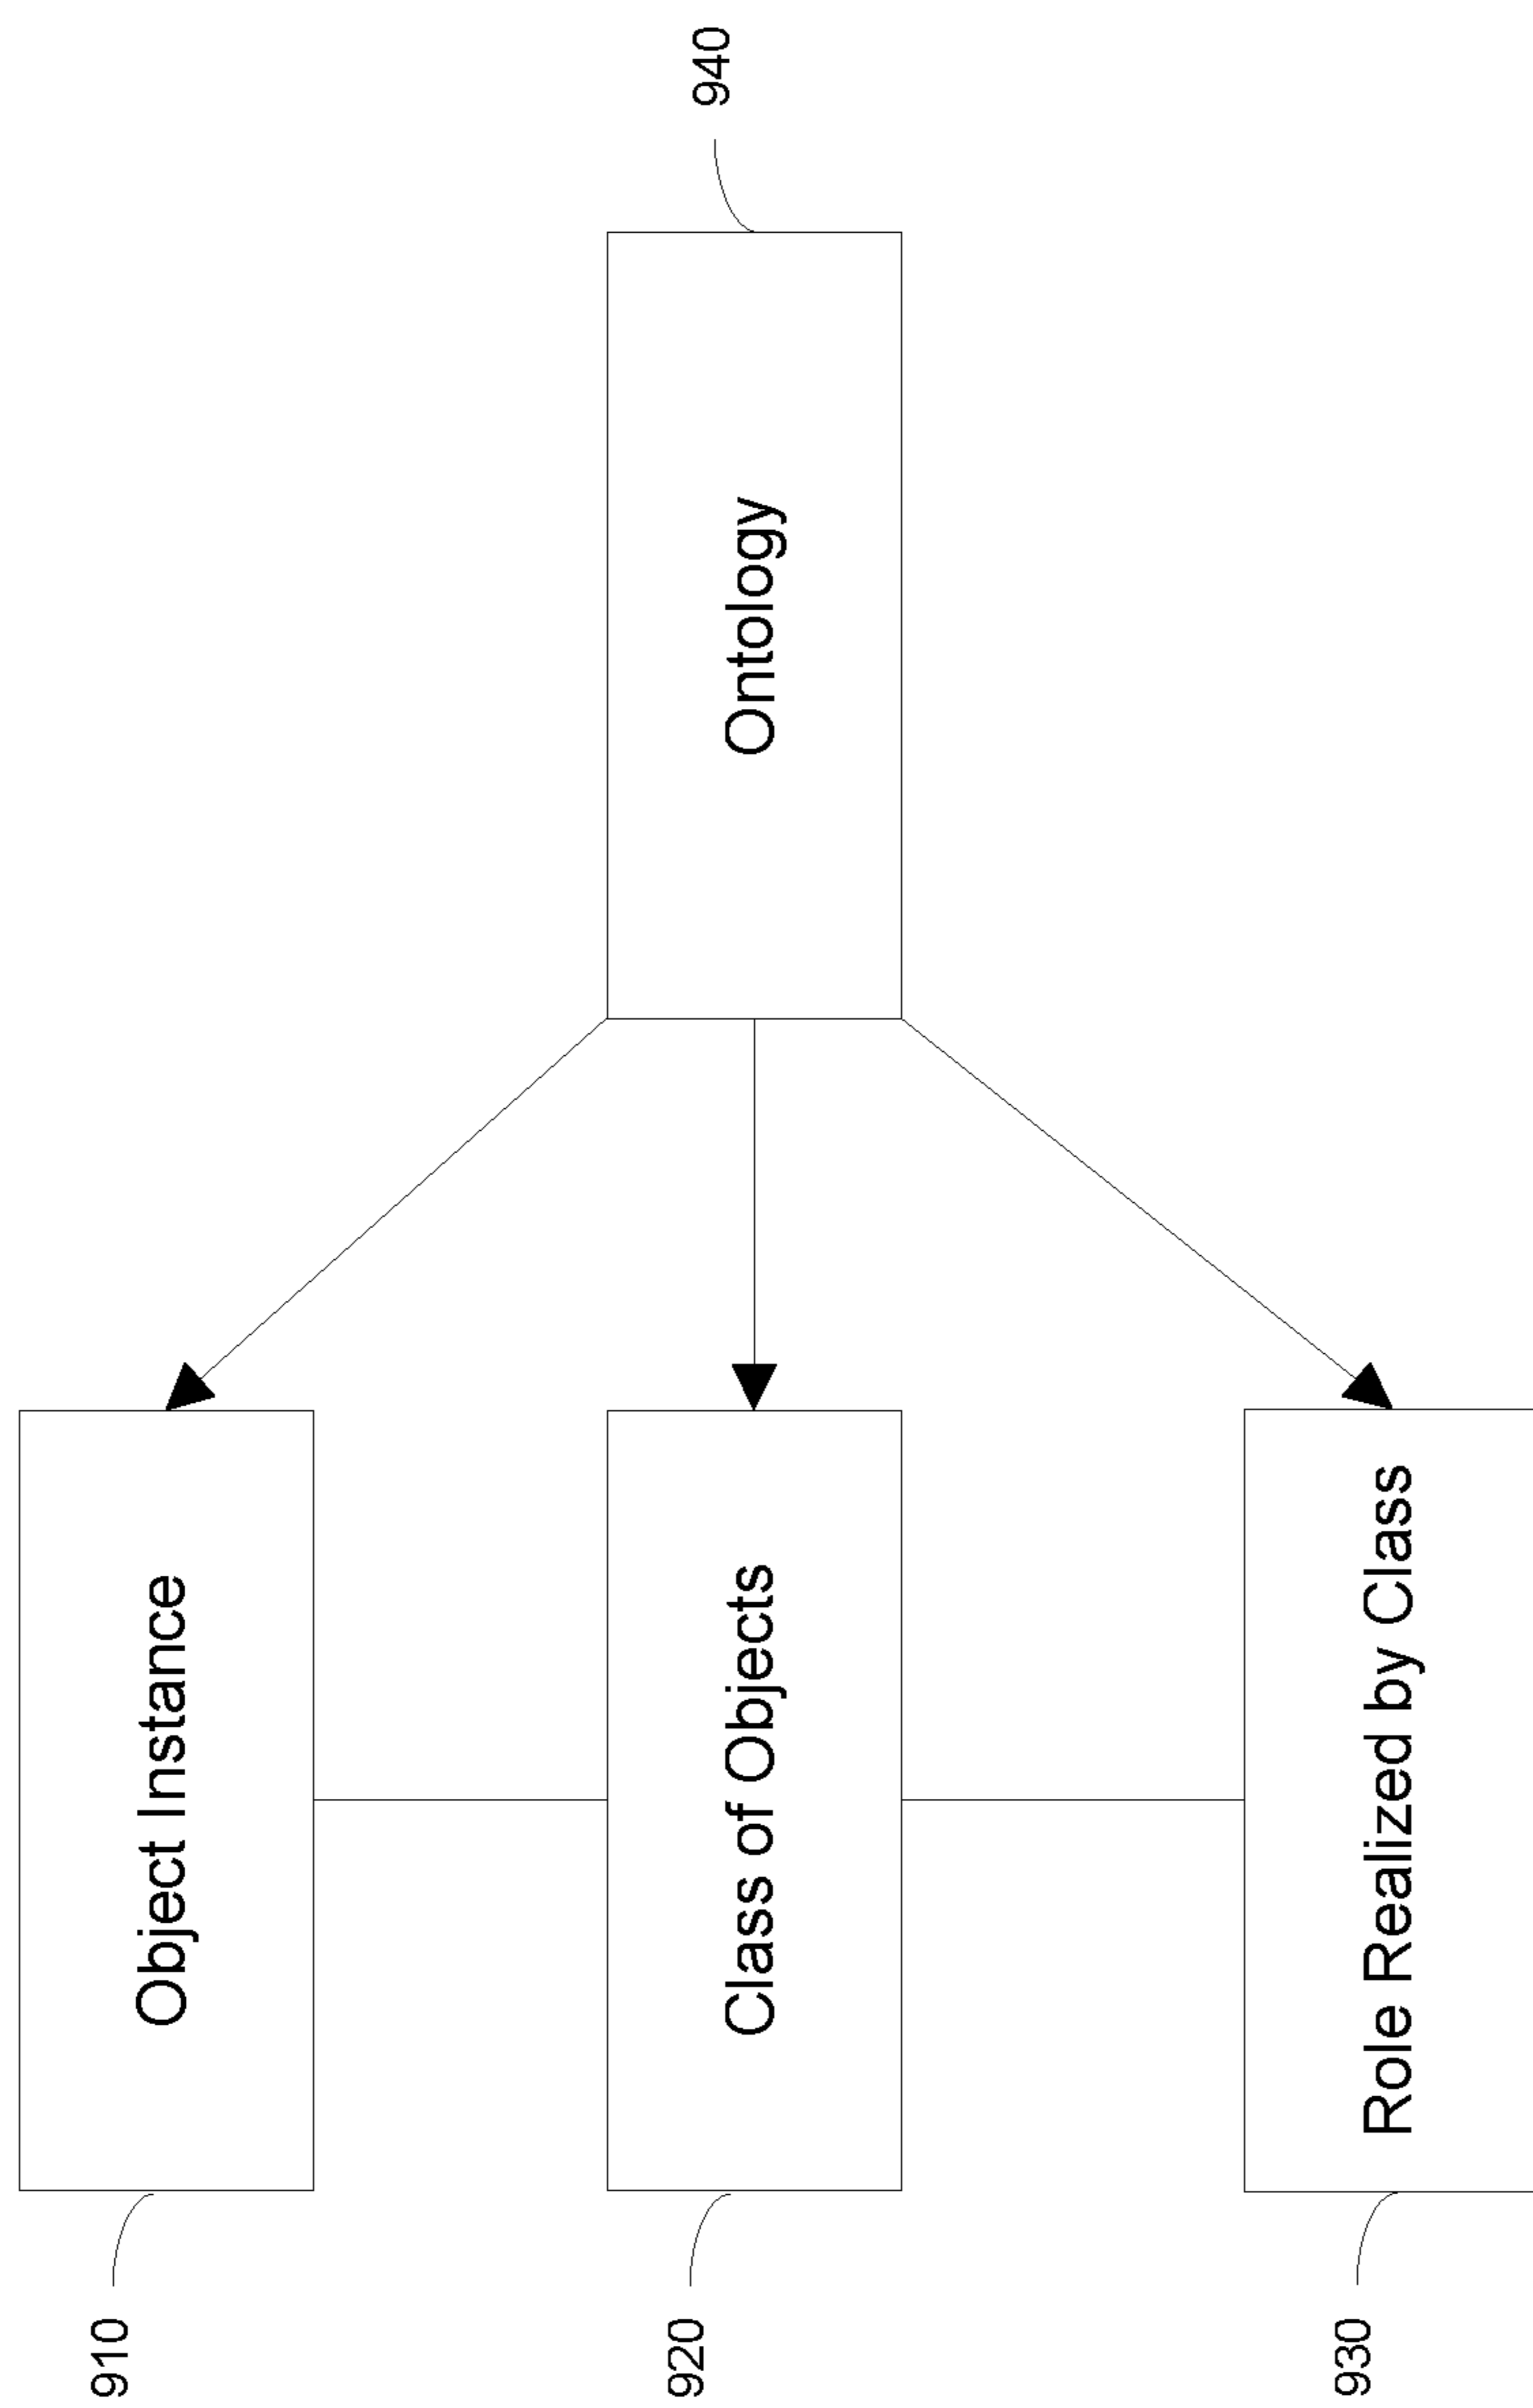 910
Object Instance
920
Class of Objects
930
Role Realized by Class
Ontology
940